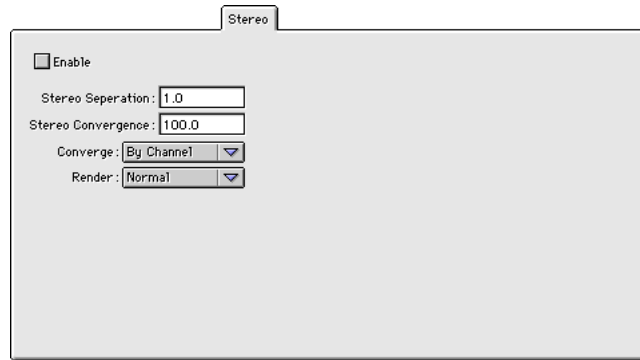 Stereo
Enable
Stereo Seperation: 1.0
Stereo Convergence: 100.0
Converge: By Channel
Render: Normal